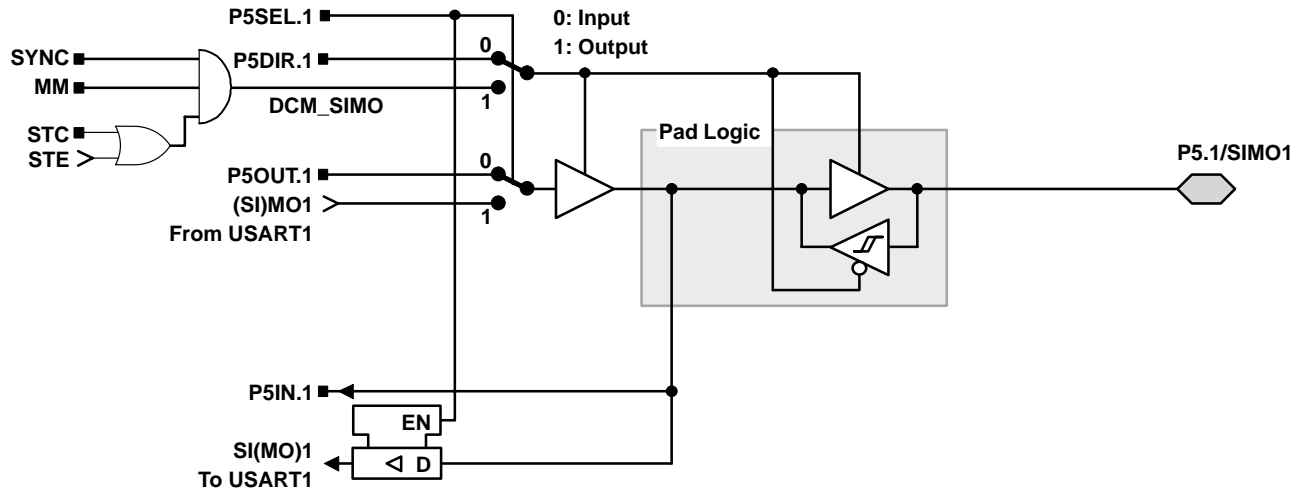 P5SEL.1
0: Input
1: Output
SYNC
MM
STC
STE
P5DIR.1
0
1
DCM_SIMO
P5OUT.1
0
(SI)MO1
1
From USART1
Pad Logic
P5.1/SIMO1
P5IN.1
EN
SI(MO)1
D
To USART1